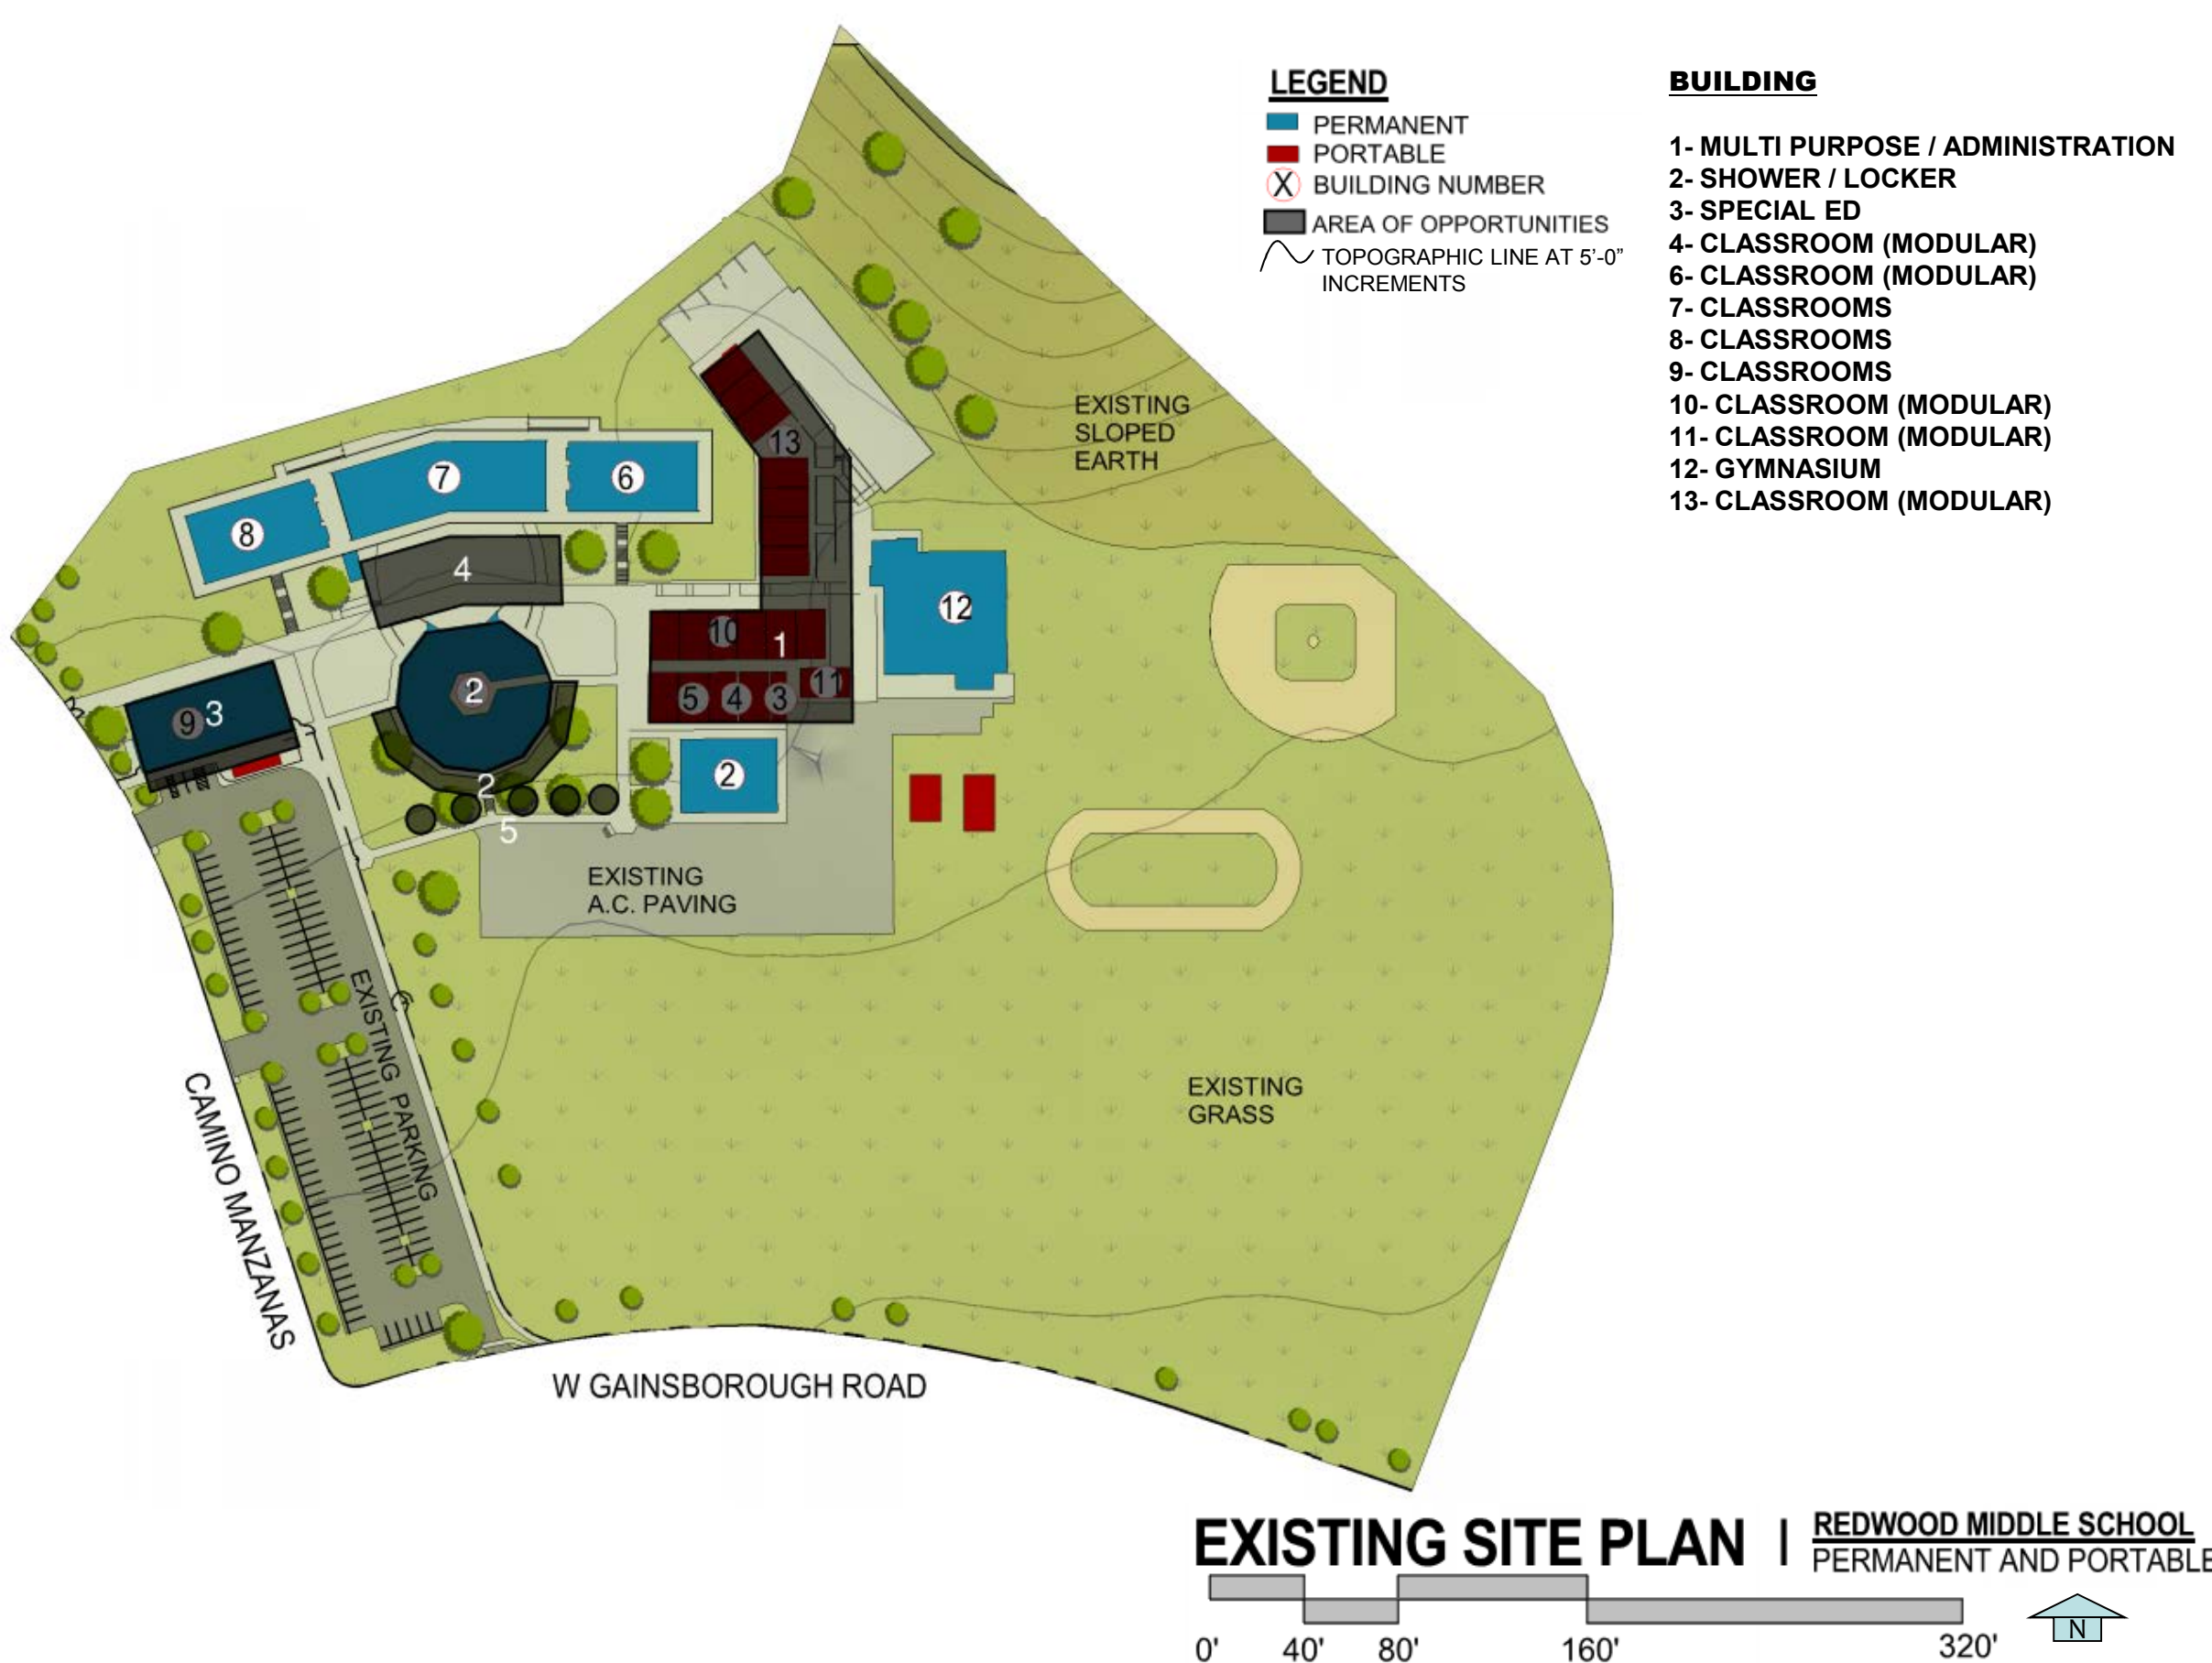 LEGEND
PERMANENT
PORTABLE
X BUILDING NUMBER
AREA OF OPPORTUNITIES
TOPOGRAPHIC LINE AT 5'-0"
INCREMENTS
BUILDING
1- MULTI PURPOSE / ADMINISTRATION
2- SHOWER / LOCKER
3- SPECIAL ED
4- CLASSROOM (MODULAR)
6- CLASSROOM (MODULAR)
7- CLASSROOMS
8- CLASSROOMS
9- CLASSROOMS
10- CLASSROOM (MODULAR)
11- CLASSROOM (MODULAR)
12- GYMNASIUM
13- CLASSROOM (MODULAR)
EXISTING
SLOPED
EARTH
13
7
6
8
4
12
10
1
11
5
4
3
2
9 3
2
2
5
EXISTING
A.C. PAVING
EXISTING PARKING
EXISTING
GRASS
CAMINO MANZANAS
W GAINSBOROUGH ROAD
EXISTING SITE PLAN | REDWOOD MIDDLE SCHOOL
PERMANENT AND PORTABLE
0' 40' 80' 160' 320'
N